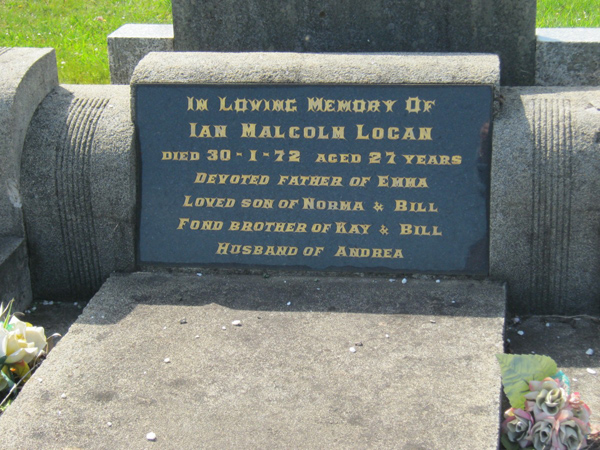 In Loving Memory Of
Ian Malcolm Logan
died 30-1-72 aged 27 years
Devoted father of Emma
Loved son of Norma & Bill
Fond brother of Kay & Bill
Husband of Andrea